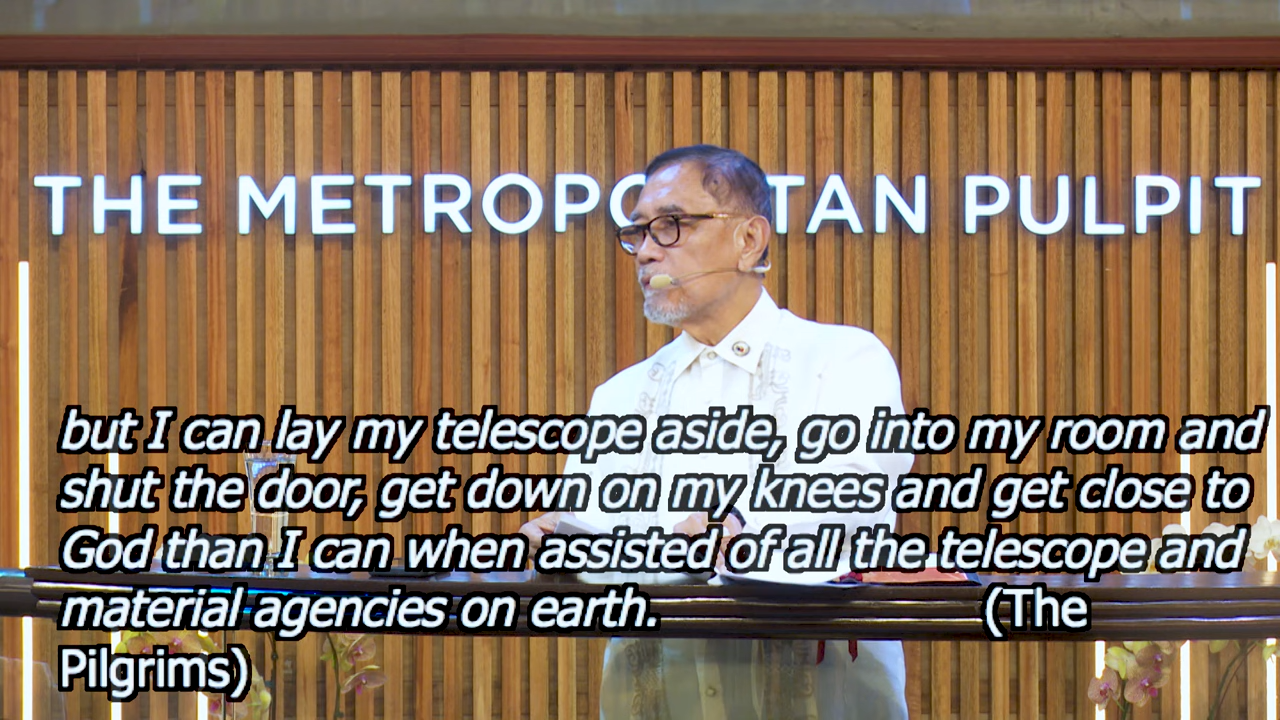 THE METROPOLITAN PULPIT
but I can lay my telescope aside, go into my room and
shut the door, get down on my knees and get close to
God than I can when assisted of all the telescope and
material agencies on earth. (The
Pilgrims)